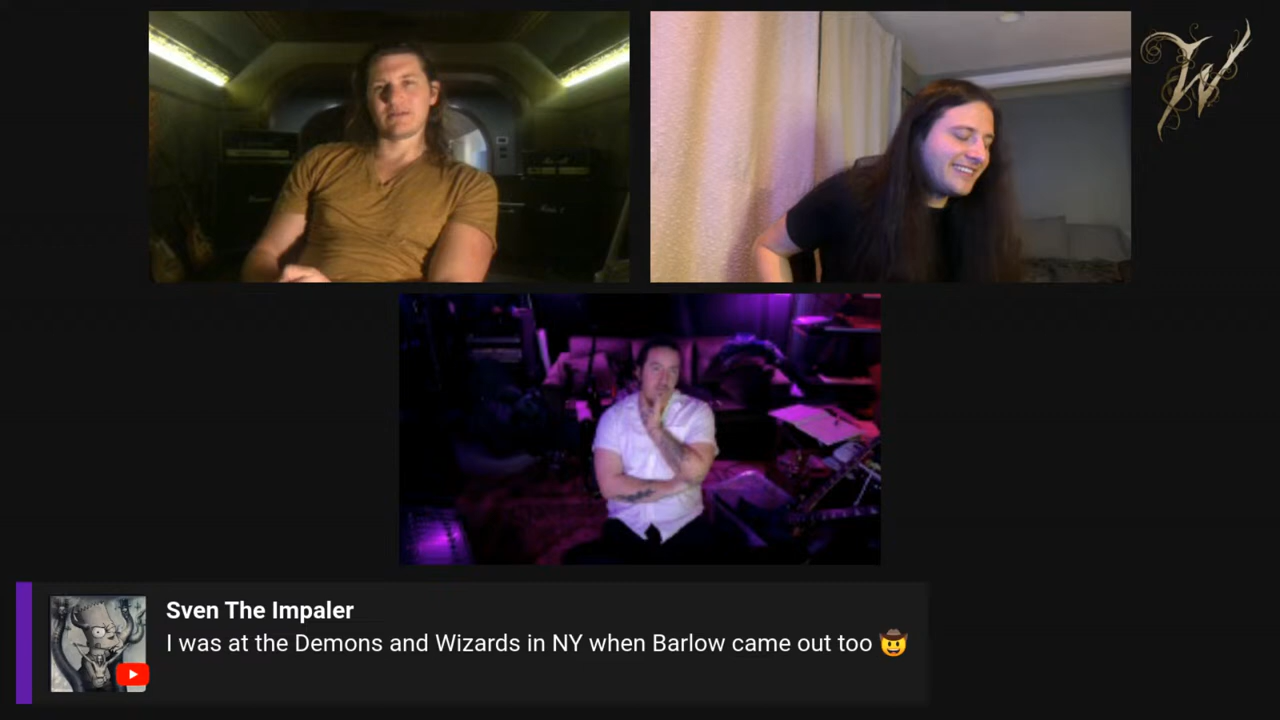 W
Sven The Impaler
I was at the Demons and Wizards in NY when Barlow came out too 🤠